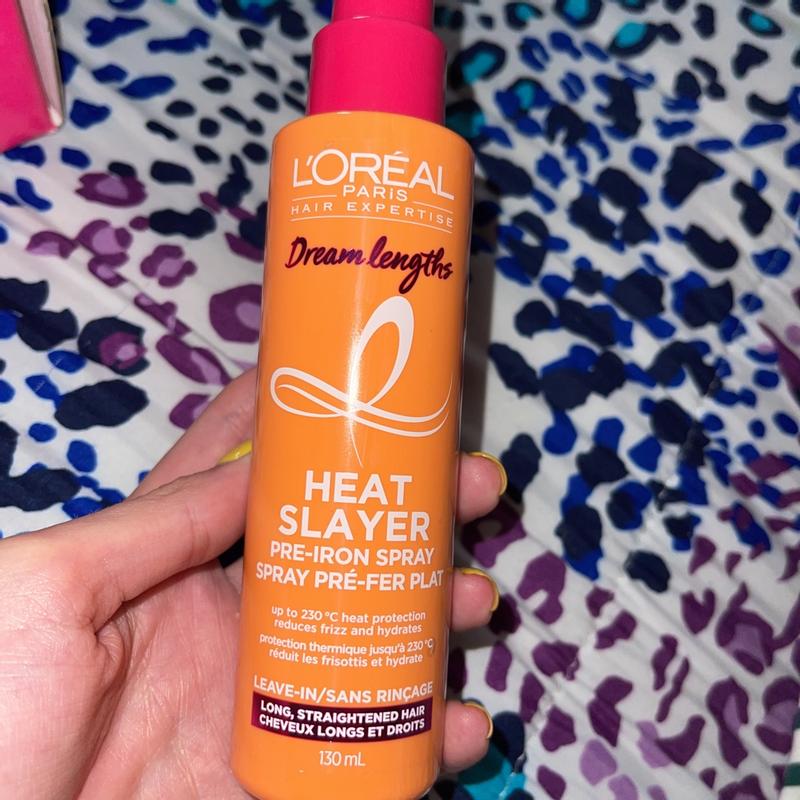 L'ORÉAL
PARIS
HAIR EXPERTISE
Dream lengths
HEAT
SLAYER
PRE-IRON SPRAY
SPRAY PRÉ-FER PLAT
up to 230 °C heat protection
reduces frizz and hydrates
protection thermique jusqu'à 230 °C
réduit les frisottis et hydrate
LEAVE-IN/SANS RINÇAGE
LONG, STRAIGHTENED HAIR
CHEVEUX LONGS ET DROITS
130 mL